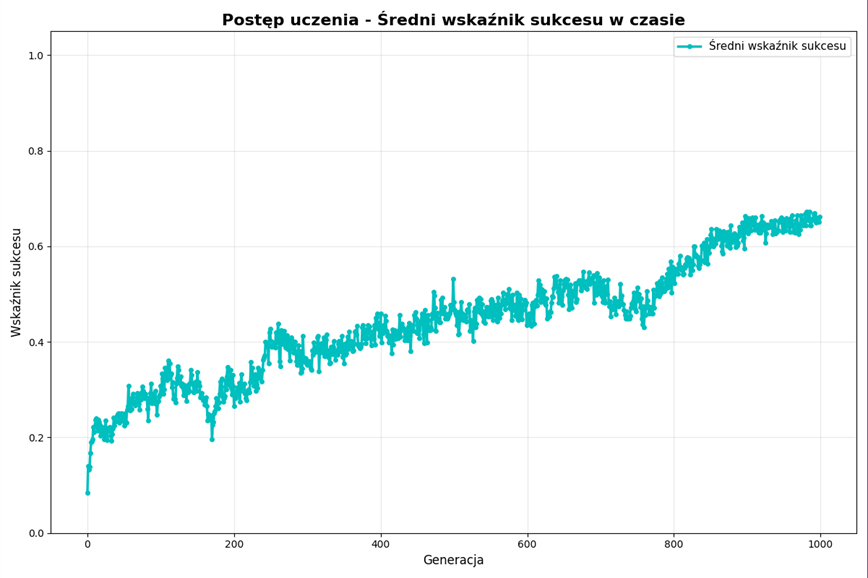 Postęp uczenia - Średni wskaźnik sukcesu w czasie
Średni wskaźnik sukcesu
Wskaźnik sukcesu
1.0
0.8
0.6
0.4
0.2
0.0
0 200 400 600 800 1000
Generacja